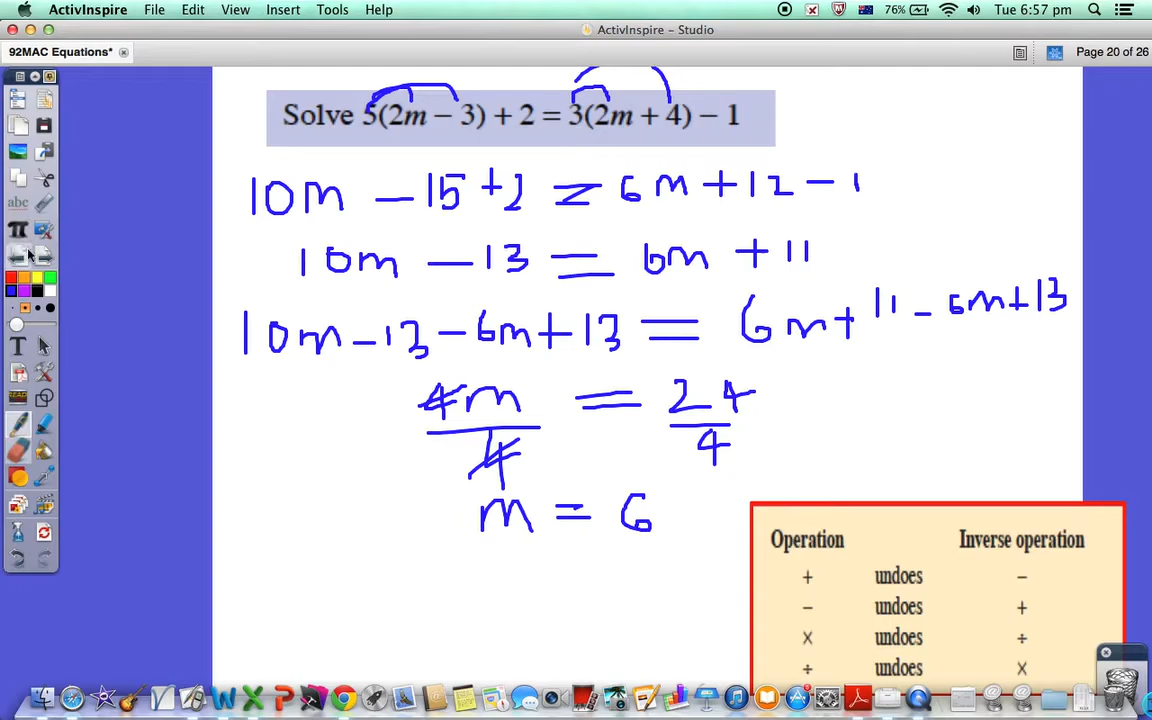 ActivInspire File Edit View Insert Tools Help 76% Tue 6:57 pm
ActivInspire - Studio
92MAC Equations* Page 20 of 26
Solve 5(2m − 3) + 2 = 3(2m + 4) − 1
10m − 15 + 2 = 6m + 12 − 1
10m − 13 = 6m + 11
10m − 13 − 6m + 13 = 6m + 11 − 6m + 13
4m = 24
4 4
m = 6
abc
Operation Inverse operation
+ undoes −
− undoes +
× undoes ÷
÷ undoes ×